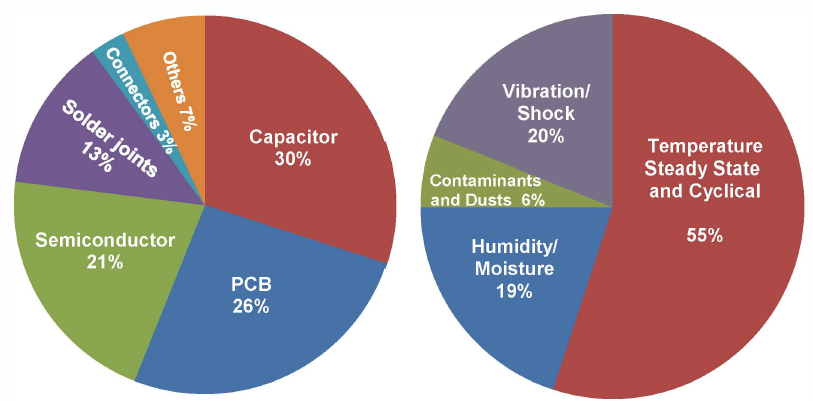 Capacitor
30%
PCB
26%
Semiconductor
21%
Solder joints
13%
Connectors 3%
Others 7%
Temperature
Steady State
and Cyclical
55%
Humidity/
Moisture
19%
Contaminants
and Dusts 6%
Vibration/
Shock
20%